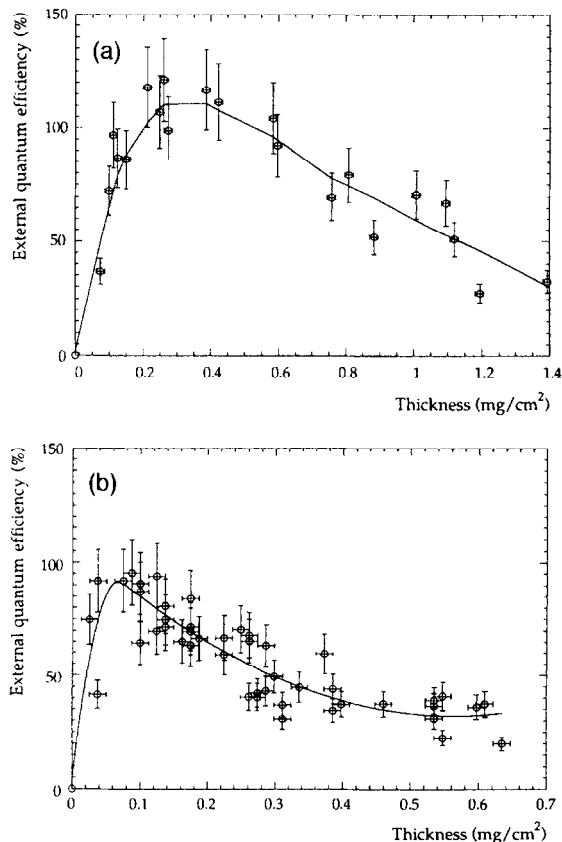 (a)
External quantum efficiency (%)
150
100
50
0
0 0.2 0.4 0.6 0.8 1.0 1.2 1.4
Thickness (mg/cm²)
(b)
External quantum efficiency (%)
150
100
50
0
0 0.1 0.2 0.3 0.4 0.5 0.6 0.7
Thickness (mg/cm²)